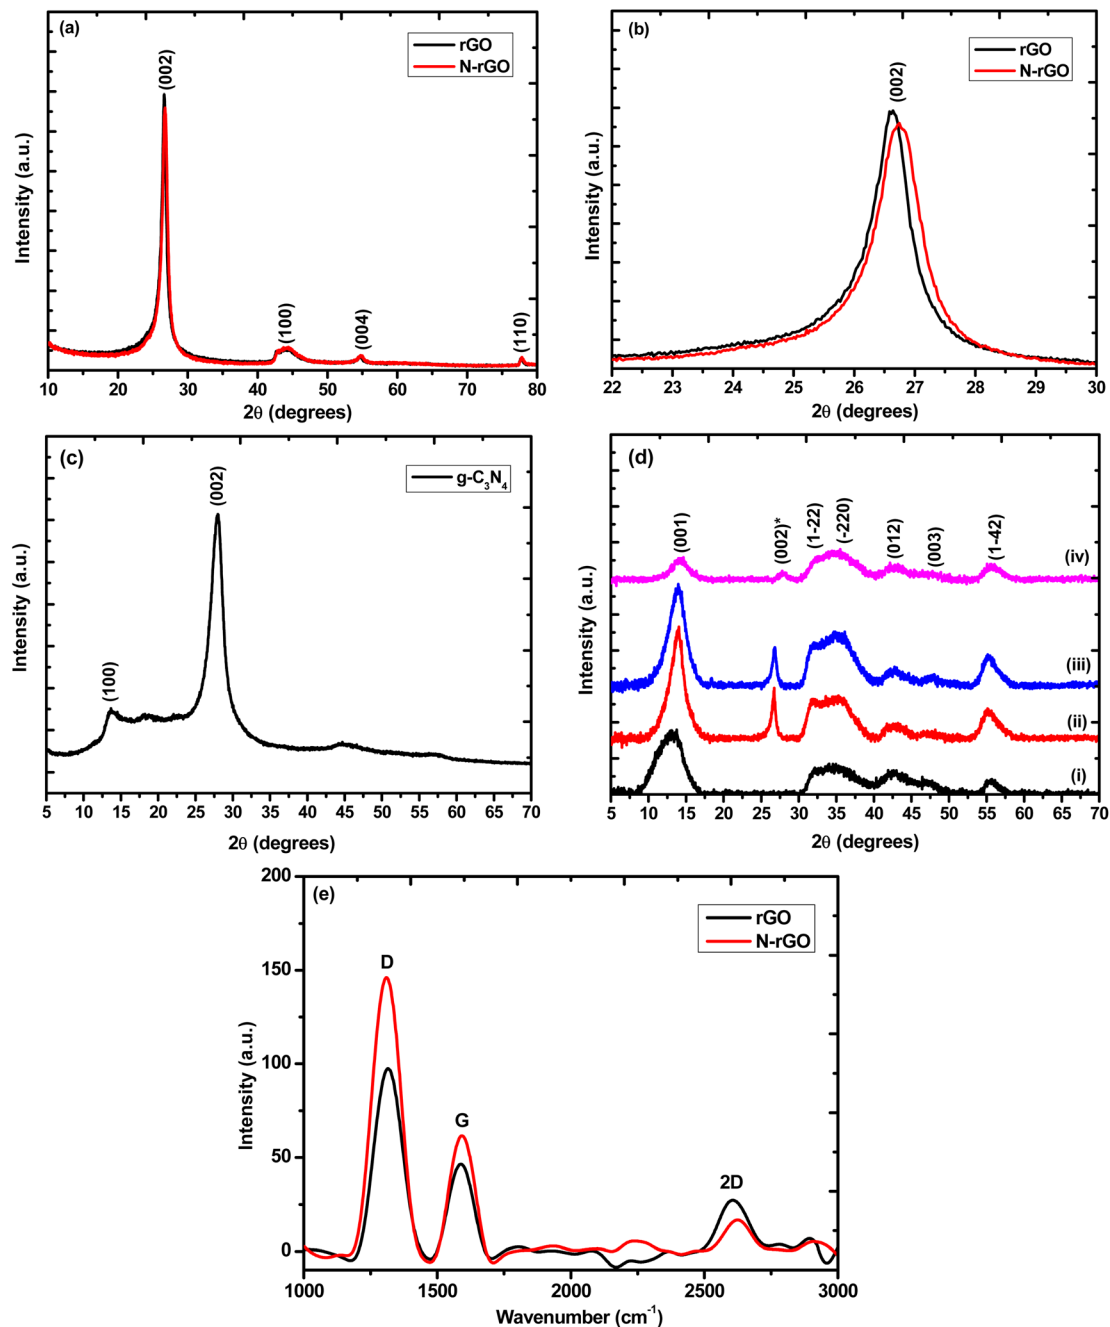 (a)
rGO
N-rGO
(002)
(100)
(004)
(110)
Intensity (a.u.)
10 20 30 40 50 60 70 80
2θ (degrees)
(b)
rGO
N-rGO
(002)
Intensity (a.u.)
22 23 24 25 26 27 28 29 30
2θ (degrees)
(c)
g-C₃N₄
(002)
(100)
Intensity (a.u.)
5 10 15 20 25 30 35 40 45 50 55 60 65 70
2θ (degrees)
(d)
(001)
(002)*
(1-22)
(-220)
(012)
(003)
(1-42)
(iv)
(iii)
(ii)
(i)
Intensity (a.u.)
5 10 15 20 25 30 35 40 45 50 55 60 65 70
2θ (degrees)
(e)
rGO
N-rGO
D
G
2D
Intensity (a.u.)
200
150
100
50
0
1000 1500 2000 2500 3000
Wavenumber (cm⁻¹)